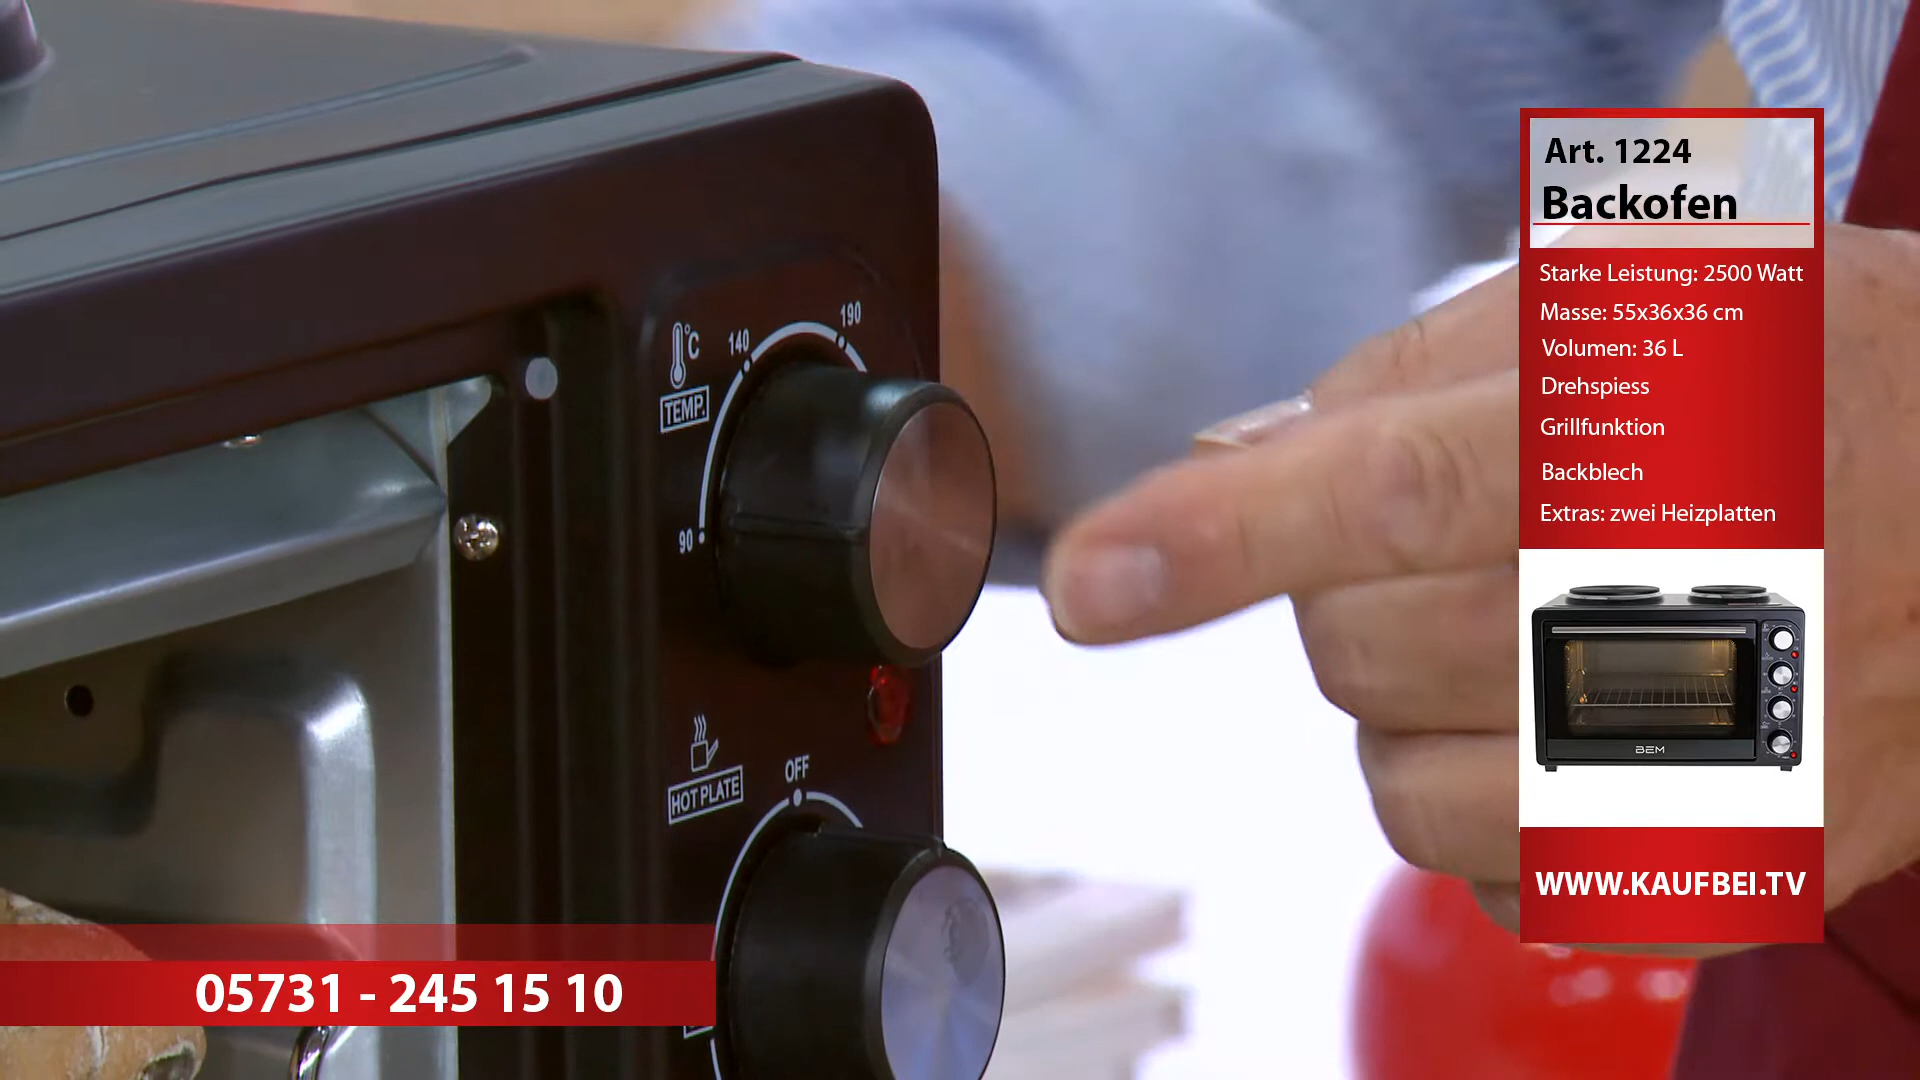 190
140
°C
TEMP.
90
OFF
HOT PLATE
05731 - 245 15 10
Art. 1224
Backofen
Starke Leistung: 2500 Watt
Masse: 55x36x36 cm
Volumen: 36 L
Drehspiess
Grillfunktion
Backblech
Extras: zwei Heizplatten
BEM
WWW.KAUFBEI.TV